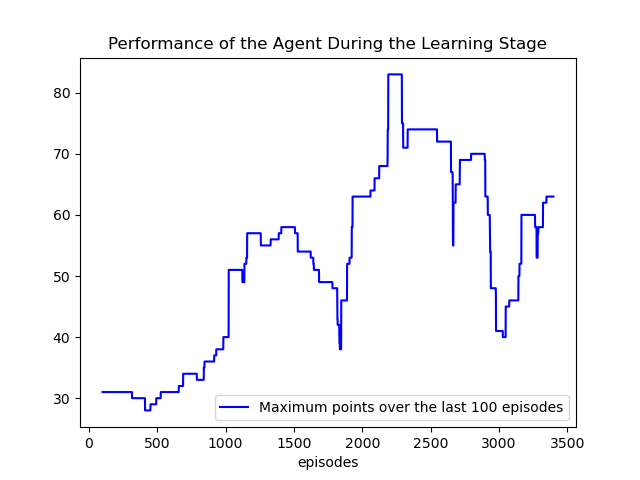 Performance of the Agent During the Learning Stage
80
70
60
50
40
30
Maximum points over the last 100 episodes
0 500 1000 1500 2000 2500 3000 3500
episodes